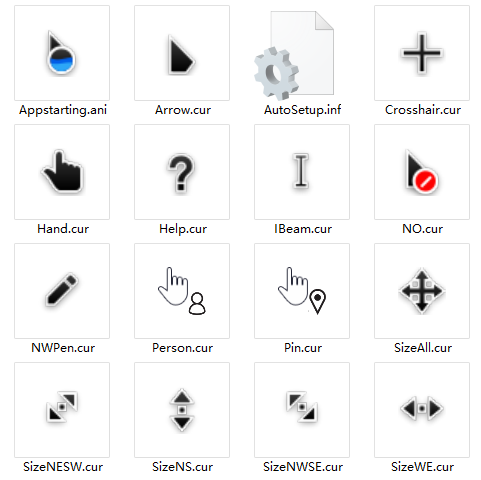 Appstarting.ani
Arrow.cur
AutoSetup.inf
Crosshair.cur
Hand.cur
Help.cur
IBeam.cur
NO.cur
NWPen.cur
Person.cur
Pin.cur
SizeAll.cur
SizeNESW.cur
SizeNS.cur
SizeNWSE.cur
SizeWE.cur